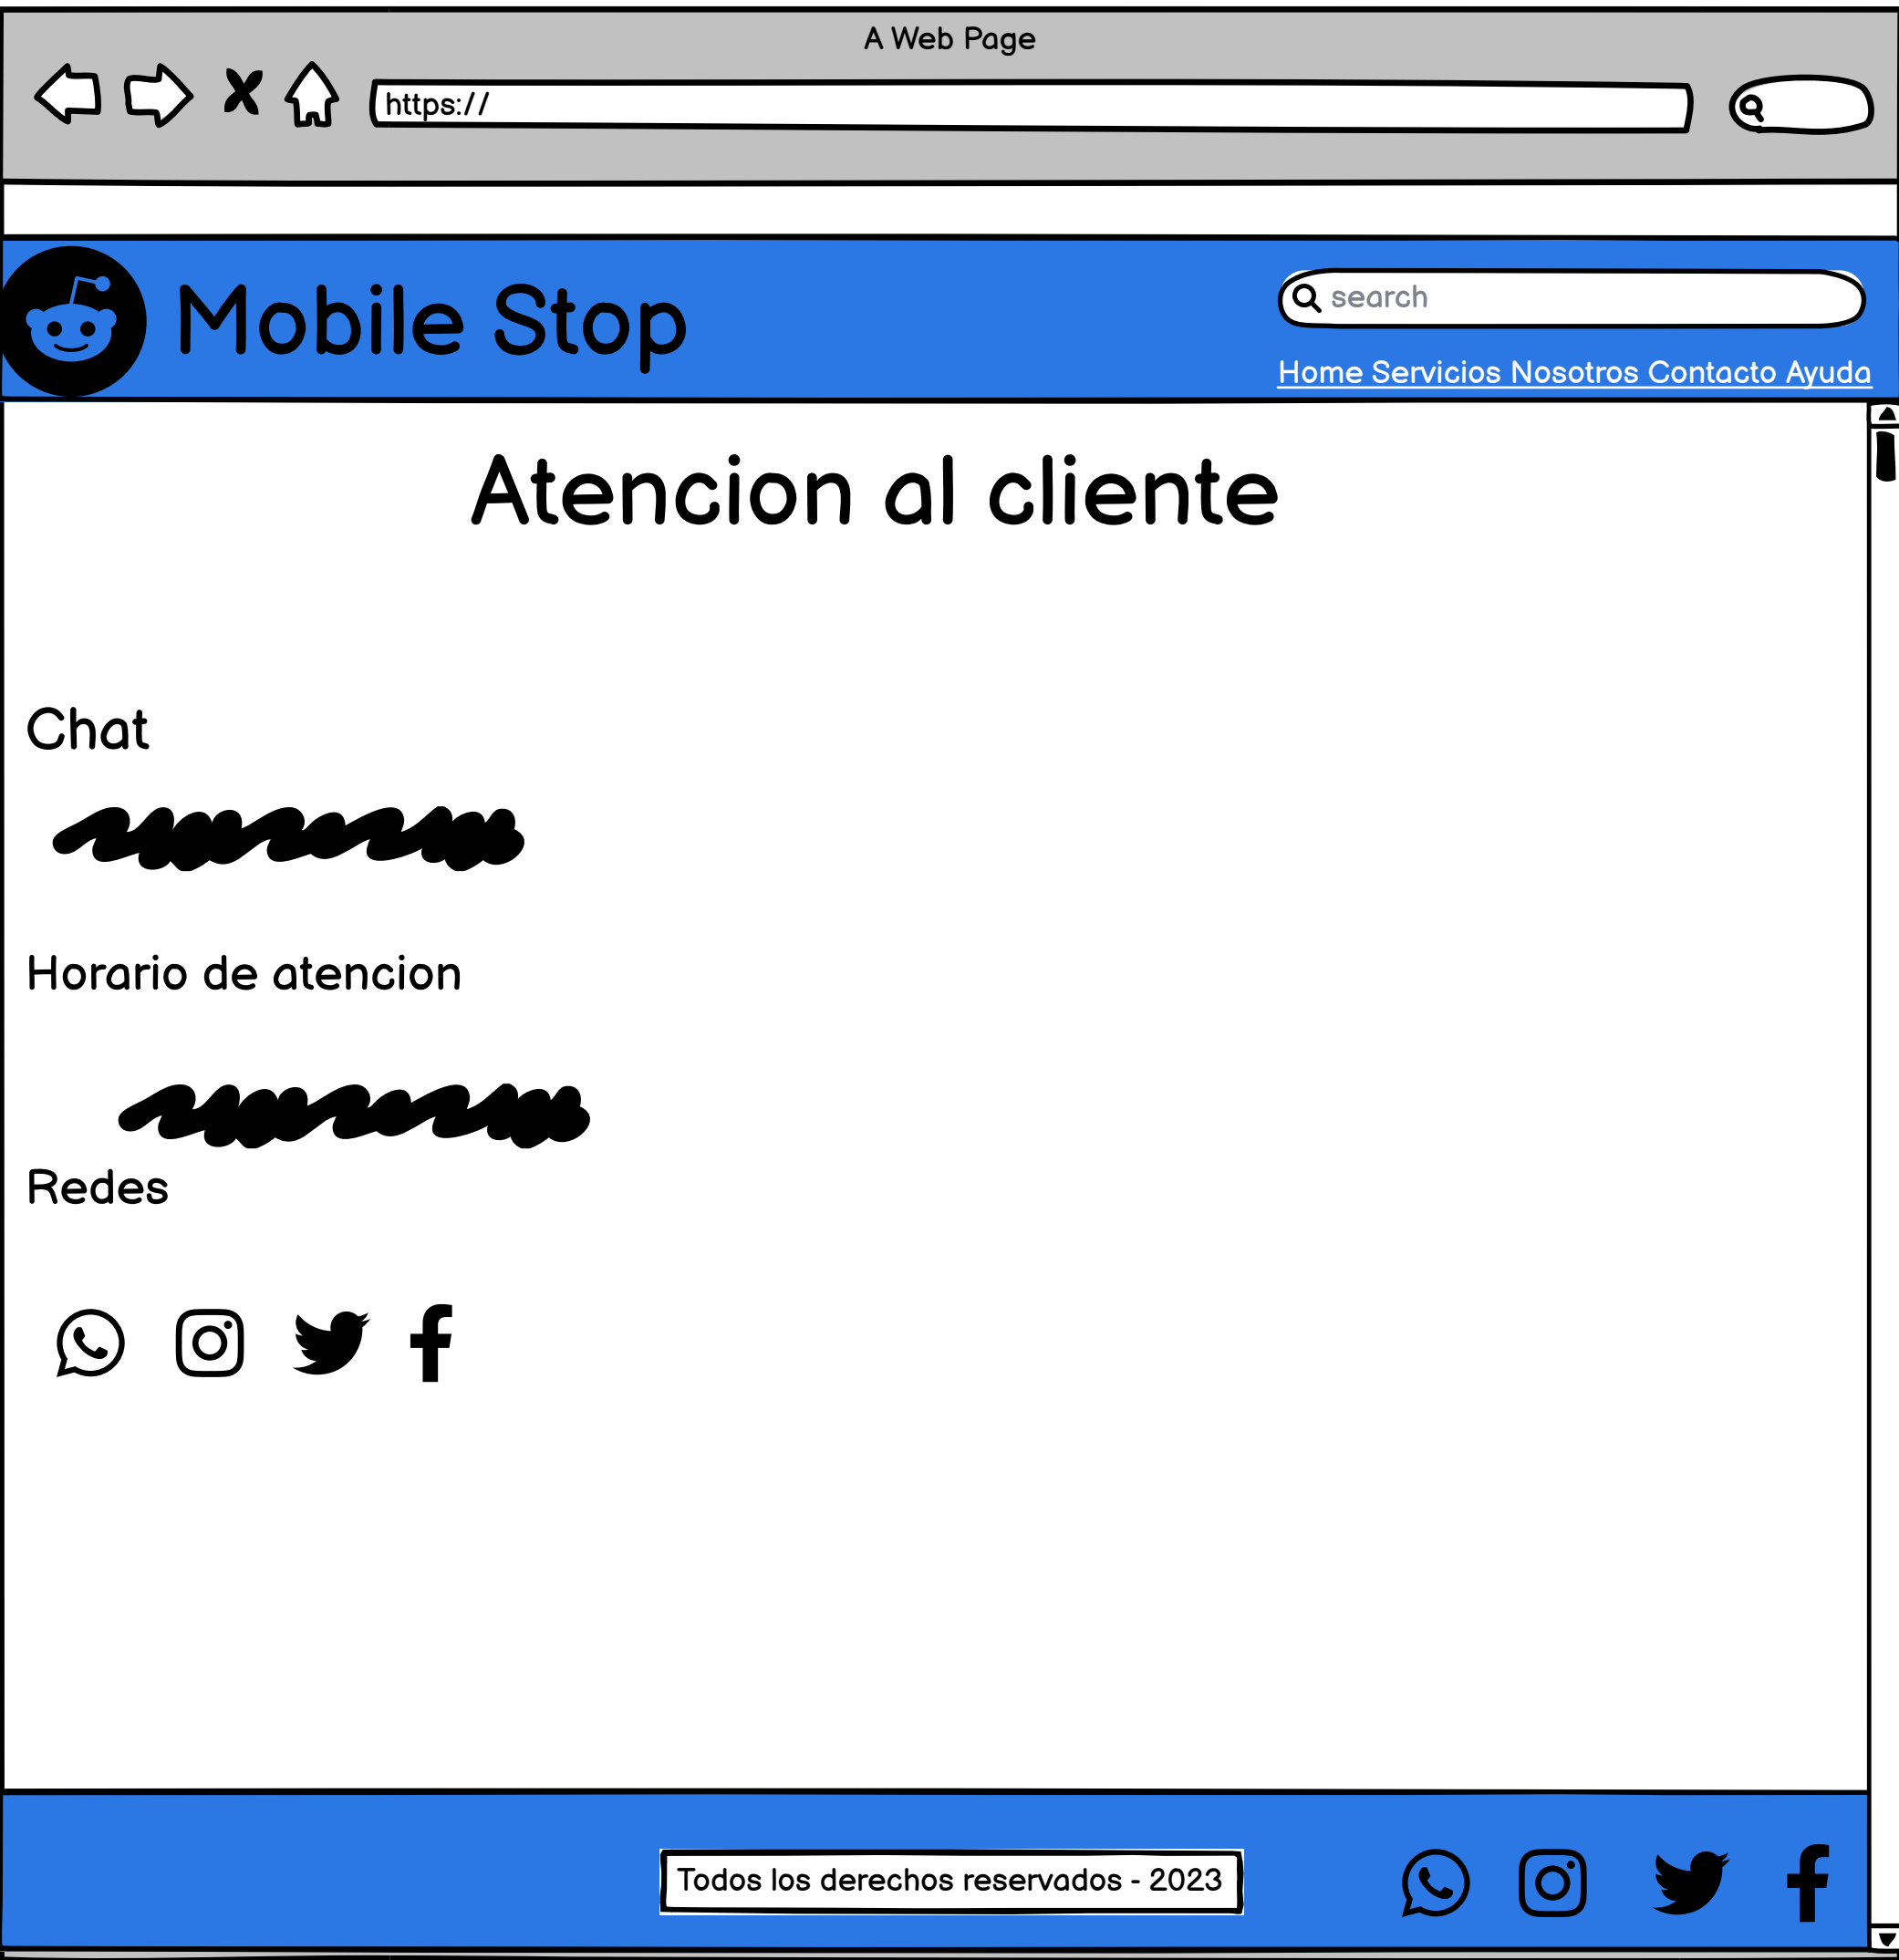 A Web Page
https://
Mobile Stop
search
Home Servicios Nosotros Contacto Ayuda
Atencion al cliente
Chat
Horario de atencion
Redes
Todos los derechos reservados - 2023